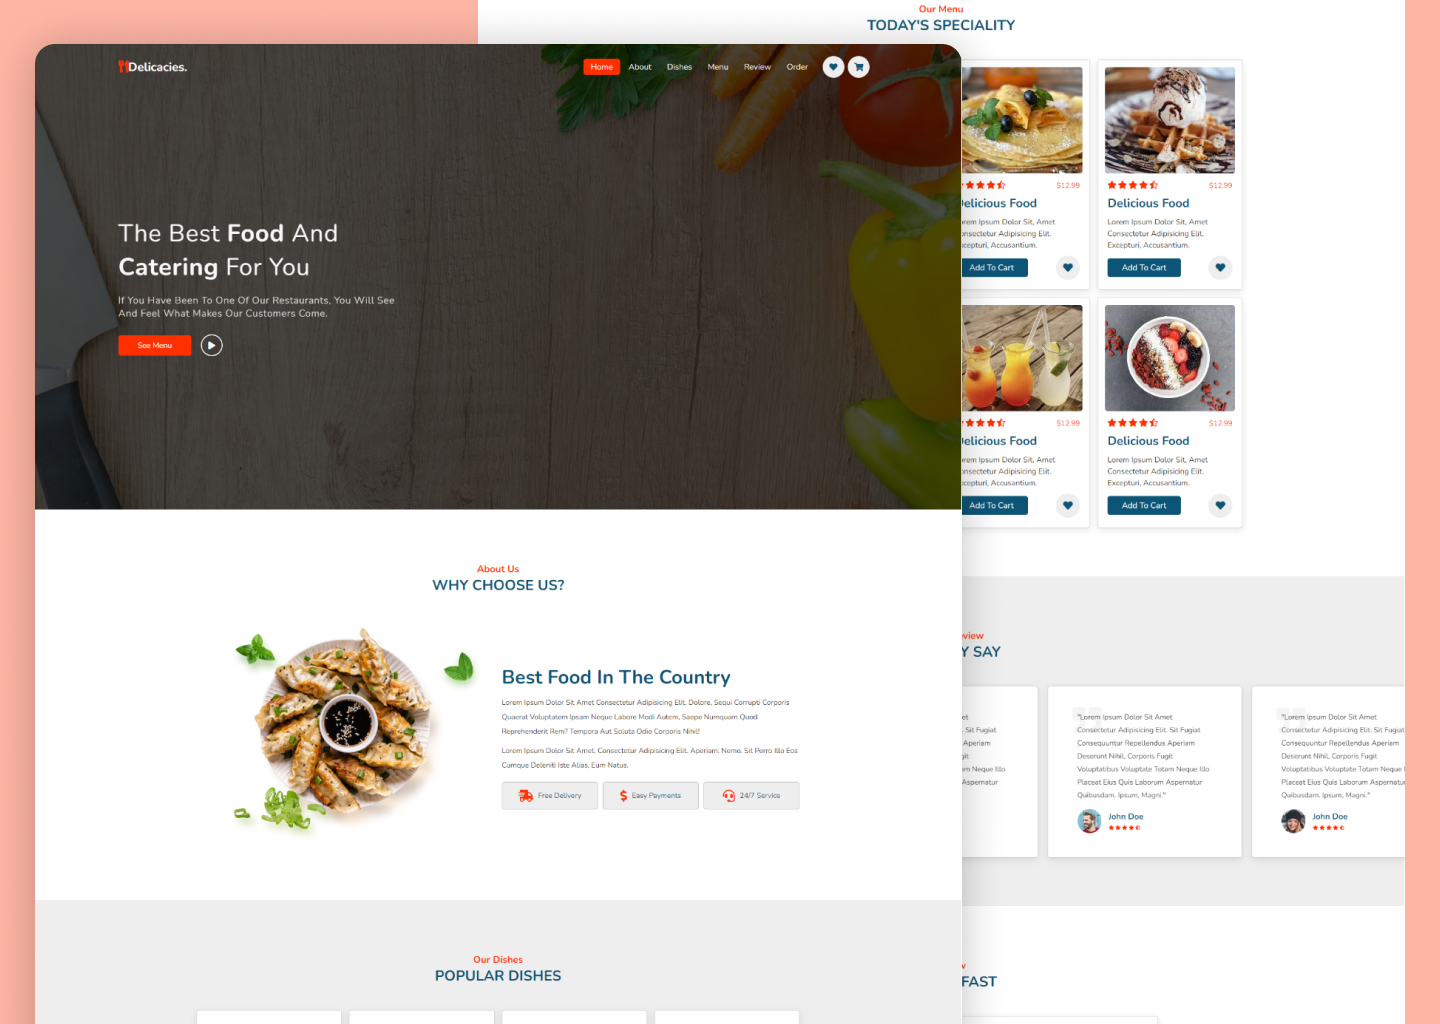 Delicacies.
Home About Dishes Menu Review Order
The Best Food And
Catering For You
If You Have Been To One Of Our Restaurants, You Will See
And Feel What Makes Our Customers Come.
See Menu
About Us
WHY CHOOSE US?
Best Food In The Country
Lorem Ipsum Dolor Sit Amet Consectetur Adipisicing Elit. Dolore, Sequi Corrupti Corporis
Quaerat Voluptatem Ipsam Neque Labore Modi Autem, Saepe Numquam Quod
Reprehenderit Rem? Tempora Aut Soluta Odio Corporis Nihil!
Lorem Ipsum Dolor Sit Amet, Consectetur Adipisicing Elit. Aperiam, Nemo. Sit Porro Illo Eos
Cumque Deleniti Iste Alias, Eum Natus.
Free Delivery
Easy Payments
24/7 Service
Our Dishes
POPULAR DISHES
Our Menu
TODAY'S SPECIALITY
$12.99
elicious Food
rem Ipsum Dolor Sit, Amet
nsectetur Adipisicing Elit.
cepturi, Accusantium.
Add To Cart
$12.99
Delicious Food
Lorem Ipsum Dolor Sit, Amet
Consectetur Adipisicing Elit.
Excepturi, Accusantium.
Add To Cart
$12.99
elicious Food
rem Ipsum Dolor Sit, Amet
nsectetur Adipisicing Elit.
cepturi, Accusantium.
Add To Cart
$12.99
Delicious Food
Lorem Ipsum Dolor Sit, Amet
Consectetur Adipisicing Elit.
Excepturi, Accusantium.
Add To Cart
eview
Y SAY
et
. Sit Fugiat
Aperiam
m Neque Illo
Aspernatur
"Lorem Ipsum Dolor Sit Amet
Consectetur Adipisicing Elit. Sit Fugiat
Consequuntur Repellendus Aperiam
Deserunt Nihil, Corporis Fugit
Voluptatibus Voluptate Totam Neque Illo
Placeat Eius Quis Laborum Aspernatur
Quibusdam. Ipsum, Magni."
John Doe
"Lorem Ipsum Dolor Sit Amet
Consectetur Adipisicing Elit. Sit Fugiat
Consequuntur Repellendus Aperiam
Deserunt Nihil, Corporis Fugit
Voluptatibus Voluptate Totam Neque I
Placeat Eius Quis Laborum Aspernatur
Quibusdam. Ipsum, Magni."
John Doe
w
FAST